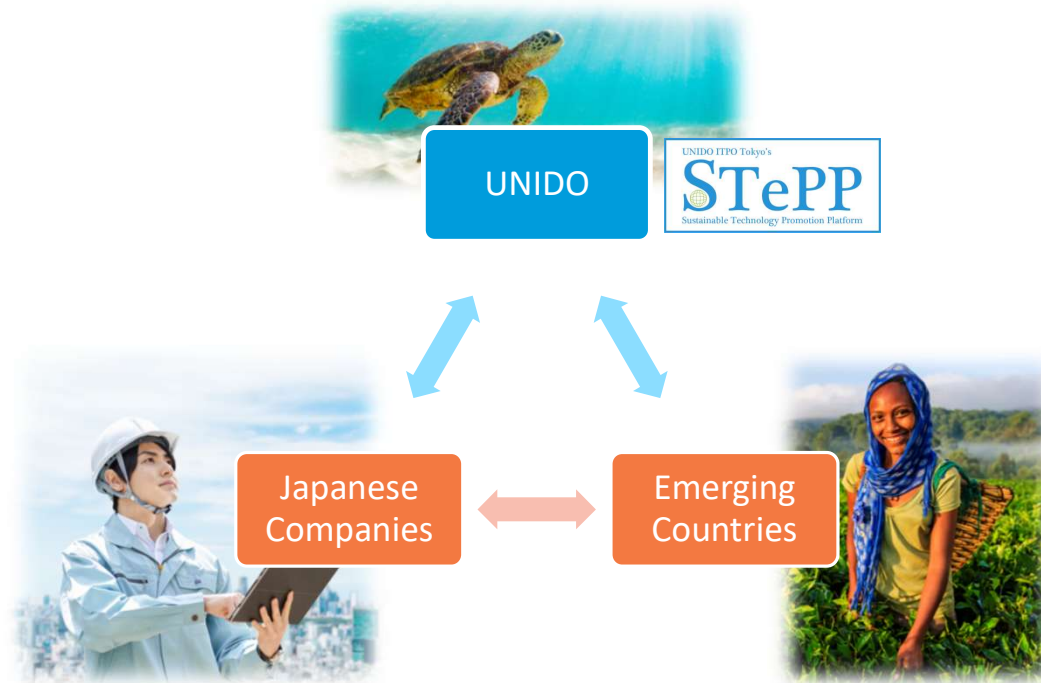 UNIDO
UNIDO ITPO Tokyo's
STePP
Sustainable Technology Promotion Platform
Japanese
Companies
Emerging
Countries